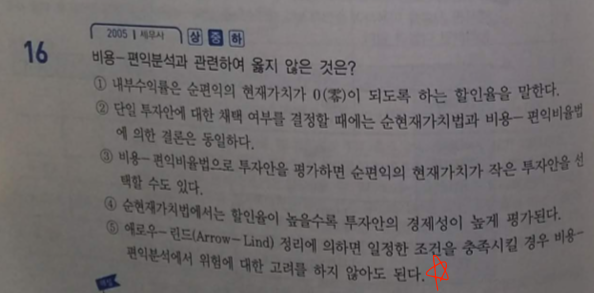 2005 | 세무사 상 중 하
16 비용-편익분석과 관련하여 옳지 않은 것은?
① 내부수익률은 순편익의 현재가치가 0(零)이 되도록 하는 할인율을 말한다.
② 단일 투자안에 대한 채택 여부를 결정할 때에는 순현재가치법과 비용-편익비율법
에 의한 결론은 동일하다.
③ 비용-편익비율법으로 투자안을 평가하면 순편익의 현재가치가 작은 투자안을 선
택할 수도 있다.
④ 순현재가치법에서는 할인율이 높을수록 투자안의 경제성이 높게 평가된다.
⑤ 애로우-린드(Arrow-Lind) 정리에 의하면 일정한 조건을 충족시킬 경우 비용-
편익분석에서 위험에 대한 고려를 하지 않아도 된다.